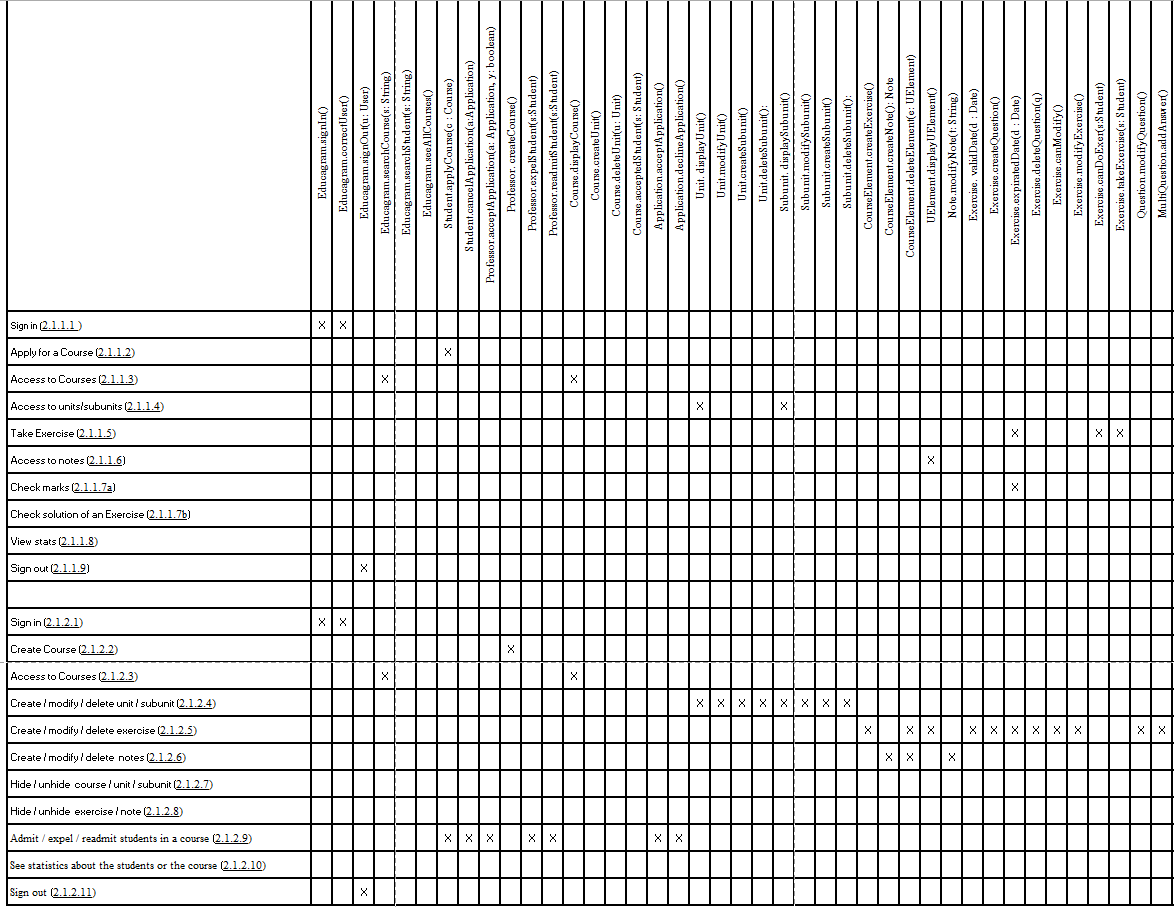 Educagram.signIn()
Educagram.correctUser()
Educagram.signOut(u: User)
Educagram.searchCourse(s: String)
Educagram.searchStudent(s: String)
Educagram.seeAllCourses()
Student.applyCourse(c : Course)
Student.cancelApplication(a:Application)
Professor.acceptApplication(a: Application, y: boolean)
Professor. createCourse()
Professor.expelStudent(s:Student)
Professor.readmitStudent(s:Student)
Course.displayCourse()
Course.createUnit()
Course.deleteUnit(u: Unit)
Course.acceptedStudent(s: Student)
Application.acceptApplication()
Application.declineApplication()
Unit. displayUnit()
Unit.modifyUnit()
Unit.createSubunit()
Unit.deleteSubunit():
Subunit. displaySubunit()
Subunit.modifySubunit()
Subunit.createSubunit()
Subunit.deleteSubunit():
CourseElement.createExercise()
CourseElement.createNote(): Note
CourseElement.deleteElement(e: UElement)
UElement.displayUElement()
Note.modifyNote(t: String)
Exercise. validDate(d : Date)
Exercise.createQuestion()
Exercise.expiratedDate(d : Date)
Exercise.deleteQuestion(q)
Exercise.canModify()
Exercise.modifyExercise()
Exercise.canDoExer(s:Student)
Exercise.takeExercise(s: Student)
Question.modifyQuestion()
MultiQuestion.addAnswer()
Sign in (2.1.1.1 ) X X
Apply for a Course (2.1.1.2) X
Access to Courses (2.1.1.3) X X
Access to units/subunits (2.1.1.4) X X
Take Exercise (2.1.1.5) X X X
Access to notes (2.1.1.6) X
Check marks (2.1.1.7a) X
Check solution of an Exercise (2.1.1.7b)
View stats (2.1.1.8)
Sign out (2.1.1.9) X
Sign in (2.1.2.1) X X
Create Course (2.1.2.2) X
Access to Courses (2.1.2.3) X X
Create / modify / delete unit / subunit (2.1.2.4) X X X X X X X X
Create / modify / delete exercise (2.1.2.5) X X X X X X X X X X X
Create / modify / delete notes (2.1.2.6) X X X
Hide / unhide course / unit / subunit (2.1.2.7)
Hide / unhide exercise / note (2.1.2.8)
Admit / expel / readmit students in a course (2.1.2.9) X X X X X X X
See statistics about the students or the course (2.1.2.10)
Sign out (2.1.2.11) X